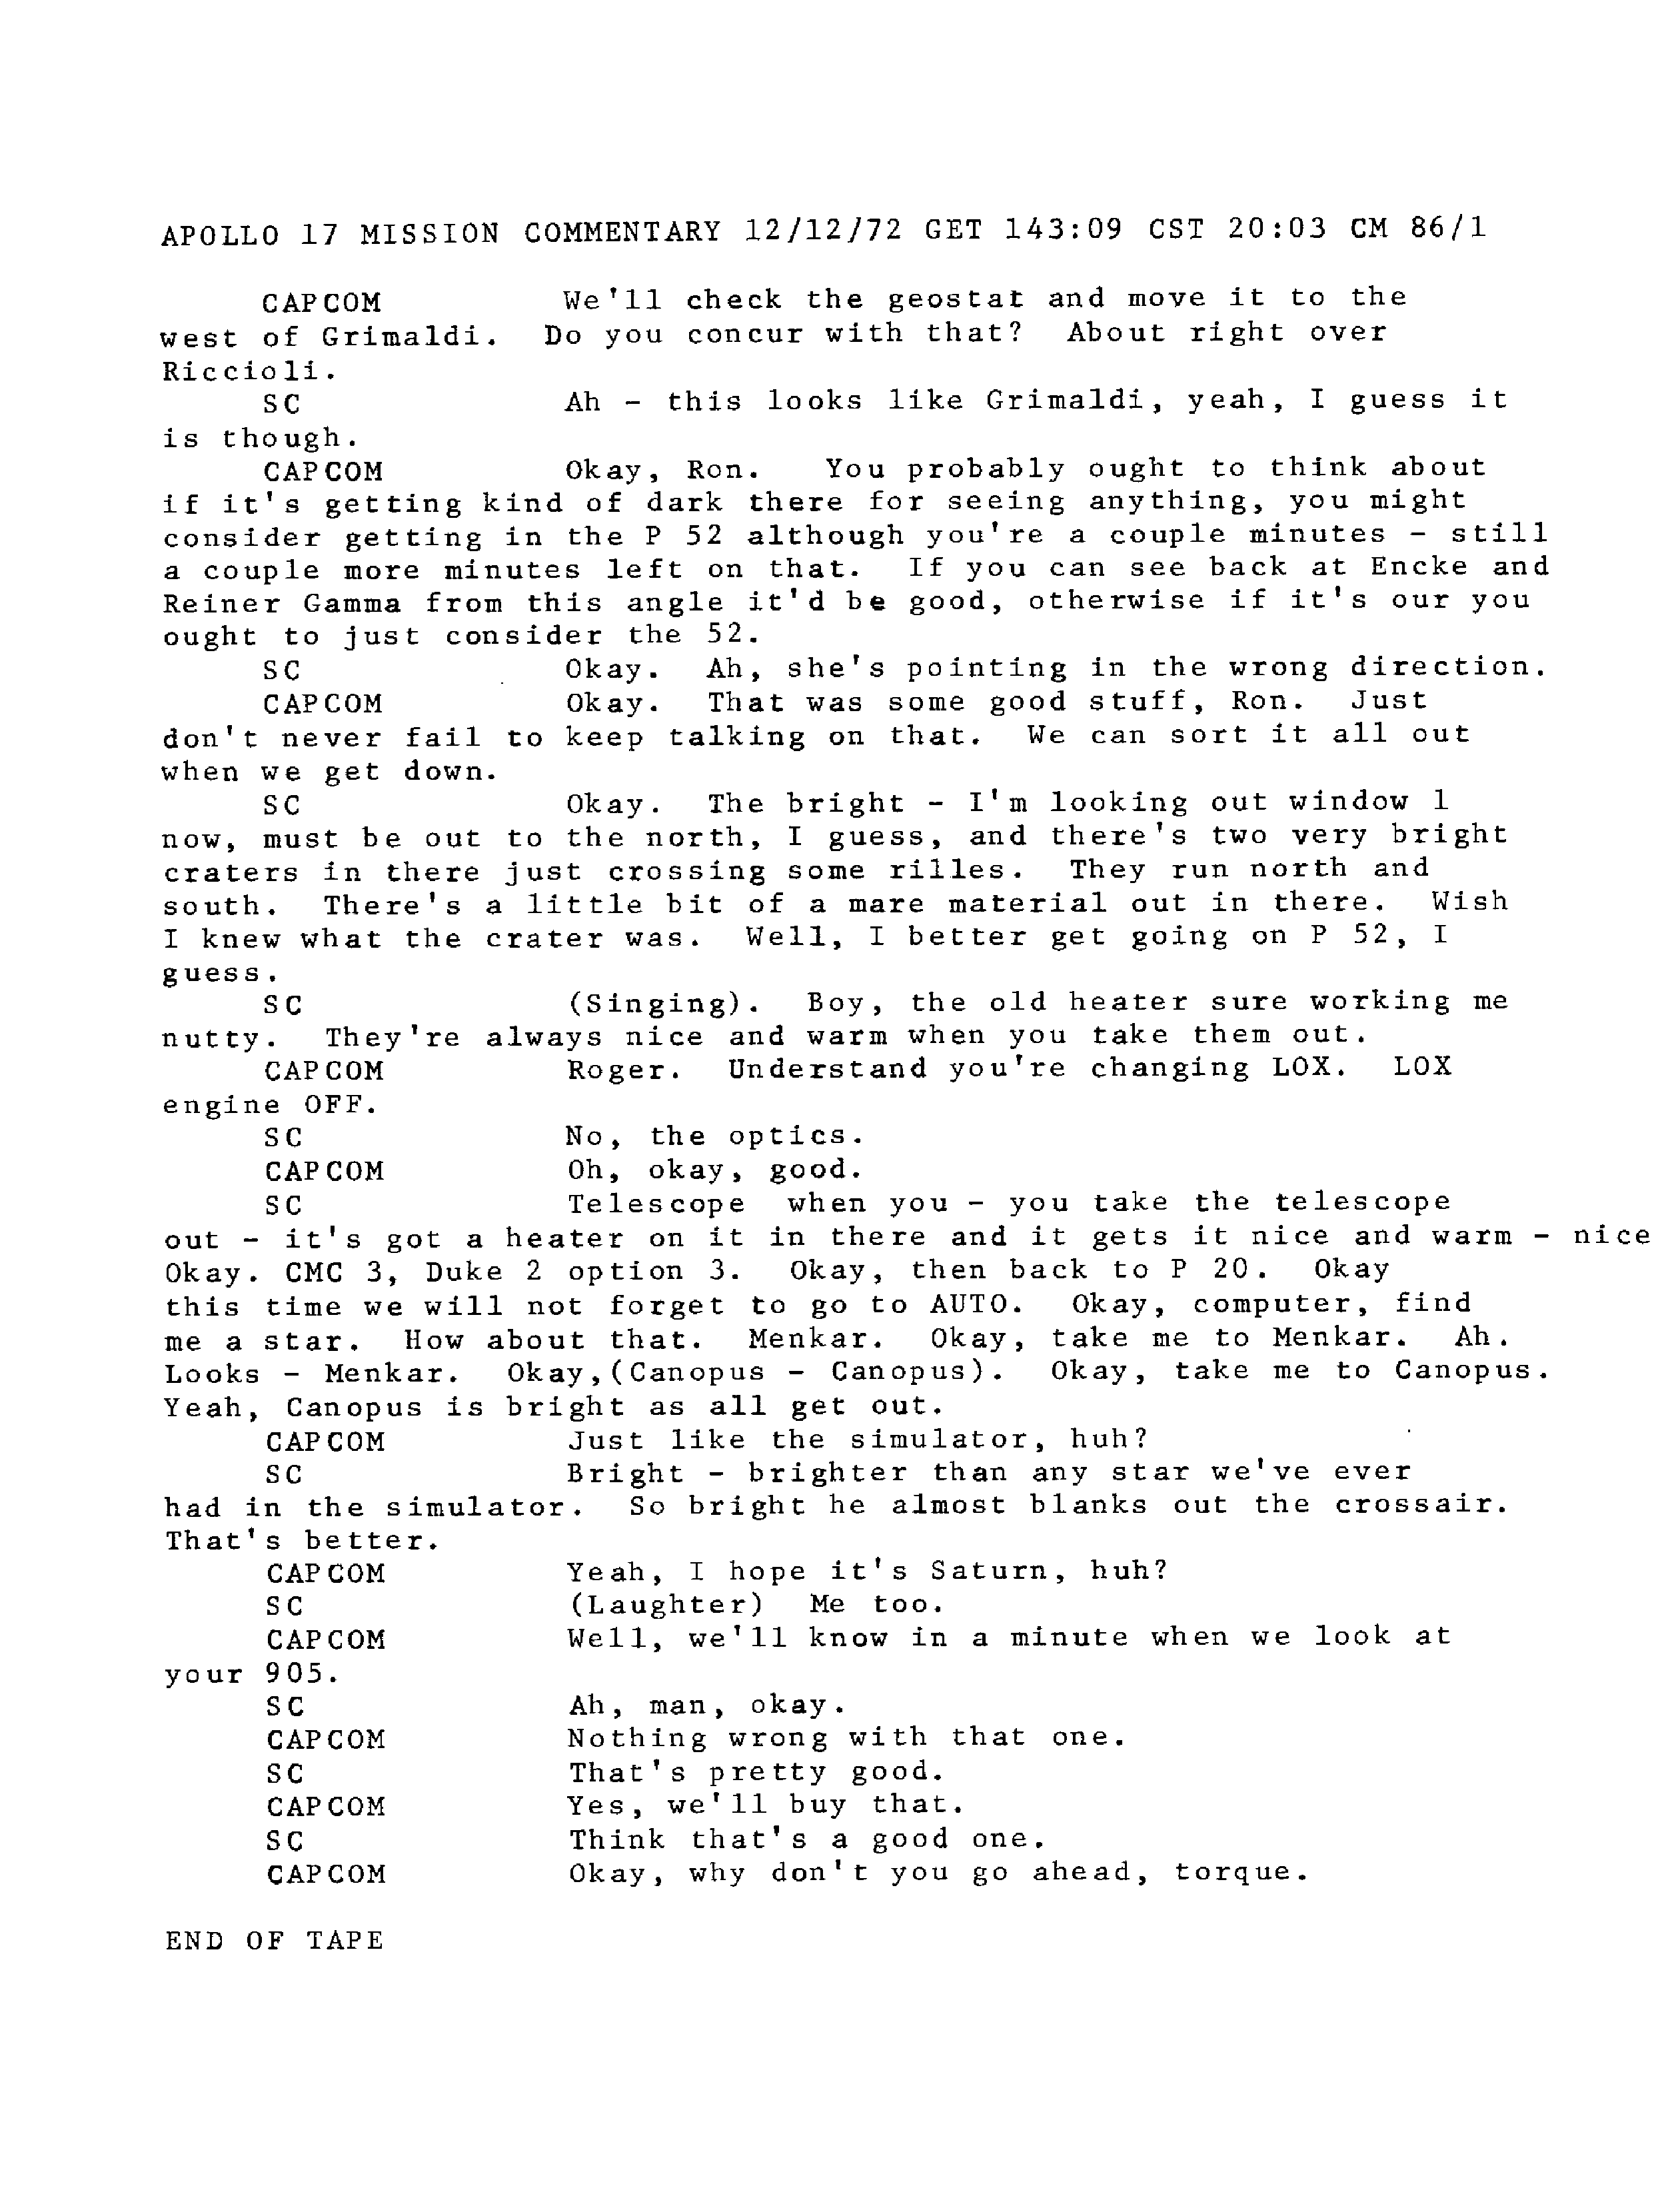 APOLLO 17 MISSION COMMENTARY 12/12/72 GET 143:09 CST 20:03 CM 86/1
CAPCOM We'll check the geostat and move it to the
west of Grimaldi. Do you concur with that? About right over
Riccioli.
SC Ah - this looks like Grimaldi, yeah, I guess it
is though.
CAPCOM Okay, Ron. You probably ought to think about
if it's getting kind of dark there for seeing anything, you might
consider getting in the P 52 although you're a couple minutes - still
a couple more minutes left on that. If you can see back at Encke and
Reiner Gamma from this angle it'd be good, otherwise if it's our you
ought to just consider the 52.
SC Okay. Ah, she's pointing in the wrong direction.
CAPCOM Okay. That was some good stuff, Ron. Just
don't never fail to keep talking on that. We can sort it all out
when we get down.
SC Okay. The bright - I'm looking out window 1
now, must be out to the north, I guess, and there's two very bright
craters in there just crossing some rilles. They run north and
south. There's a little bit of a mare material out in there. Wish
I knew what the crater was. Well, I better get going on P 52, I
guess.
SC (Singing). Boy, the old heater sure working me
nutty. They're always nice and warm when you take them out.
CAPCOM Roger. Understand you're changing LOX. LOX
engine OFF.
SC No, the optics.
CAPCOM Oh, okay, good.
SC Telescope when you - you take the telescope
out - it's got a heater on it in there and it gets it nice and warm - nice
Okay. CMC 3, Duke 2 option 3. Okay, then back to P 20. Okay
this time we will not forget to go to AUTO. Okay, computer, find
me a star. How about that. Menkar. Okay, take me to Menkar. Ah.
Looks - Menkar. Okay,(Canopus - Canopus). Okay, take me to Canopus.
Yeah, Canopus is bright as all get out.
CAPCOM Just like the simulator, huh?
SC Bright - brighter than any star we've ever
had in the simulator. So bright he almost blanks out the crossair.
That's better.
CAPCOM Yeah, I hope it's Saturn, huh?
SC (Laughter) Me too.
CAPCOM Well, we'll know in a minute when we look at
your 905.
SC Ah, man, okay.
CAPCOM Nothing wrong with that one.
SC That's pretty good.
CAPCOM Yes, we'll buy that.
SC Think that's a good one.
CAPCOM Okay, why don't you go ahead, torque.
END OF TAPE